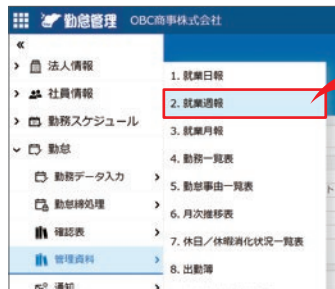 勤怠管理 OBC商事株式会社
«
法人情報
社員情報
勤務スケジュール
勤怠
勤務データ入力
勤怠締処理
確認表
管理資料
通知
1. 就業日報
2. 就業週報
3. 就業月報
4. 勤務一覧表
5. 勤怠事由一覧表
6. 月次推移表
7. 休日／休暇消化状況一覧表
8. 出勤簿
ト